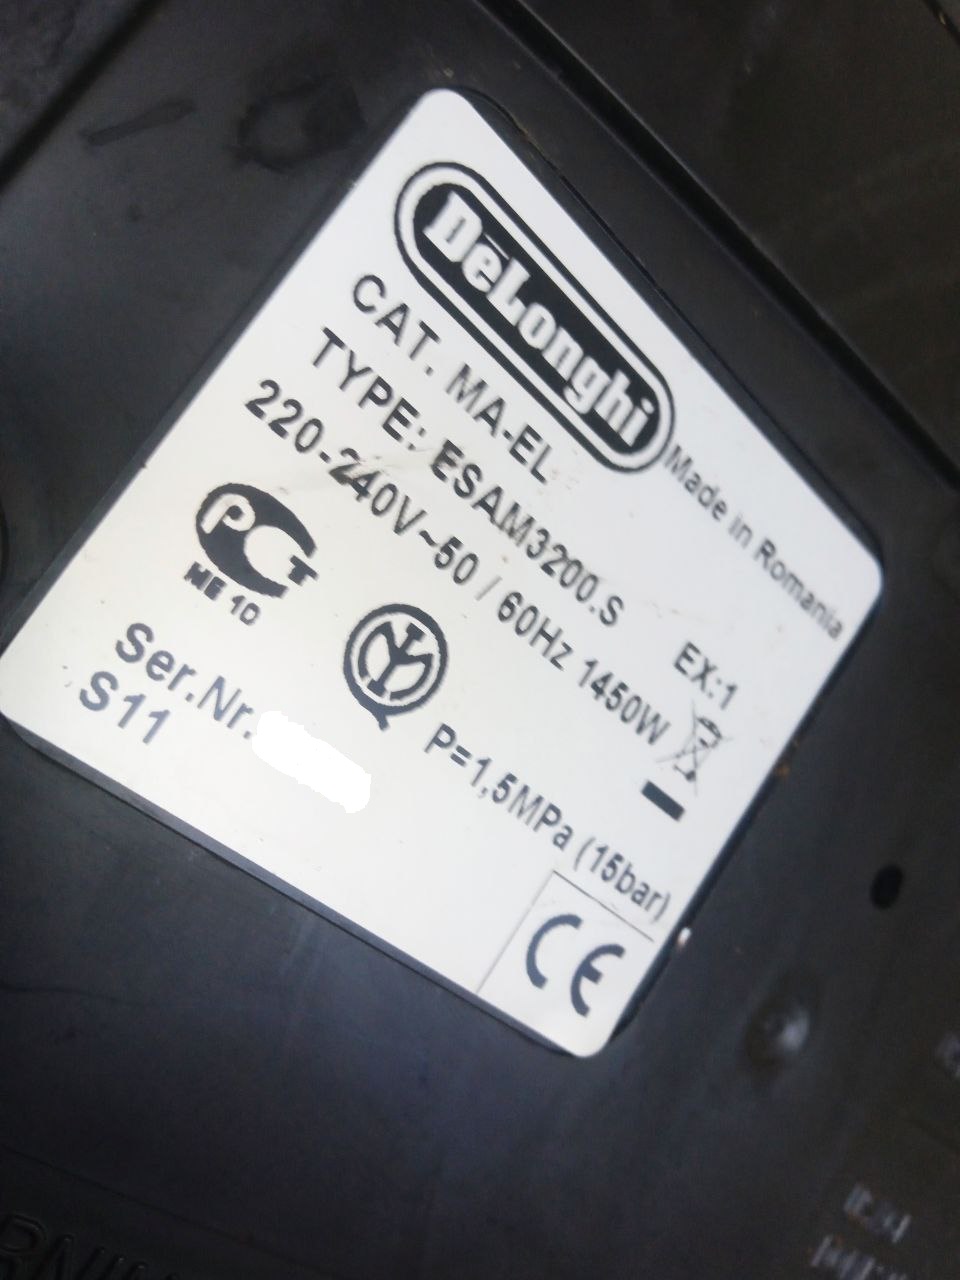 DeLonghi
Made in Romania
CAT. MA-EL
TYPE: ESAM3200.S EX:1
220-240V~50 / 60Hz 1450W
PCT
ME 10
P=1,5MPa (15bar)
Ser.Nr.
S11
CE